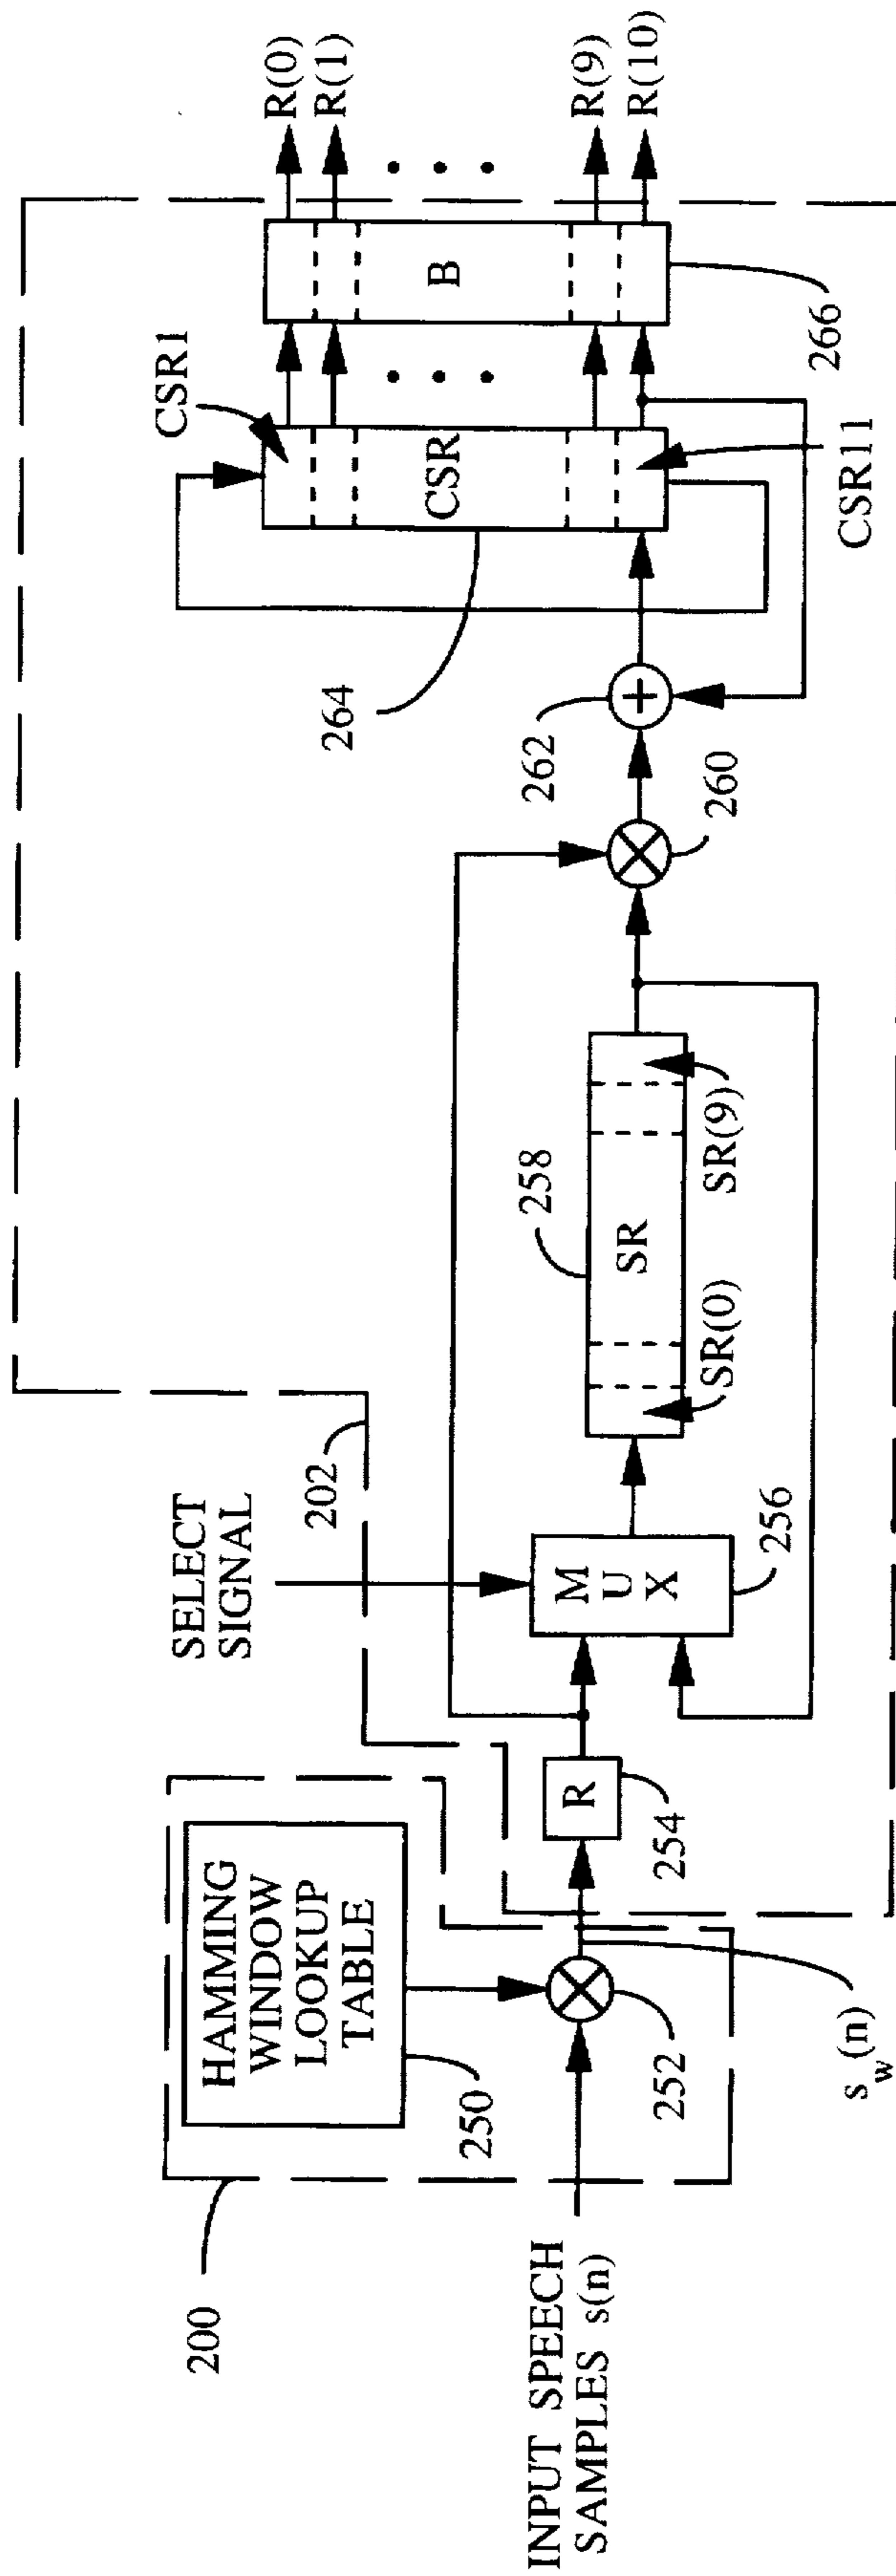 INPUT SPEECH
SAMPLES s(n)
200
HAMMING
WINDOW
LOOKUP
TABLE
250
252
s_w(n)
R
254
SELECT
SIGNAL
202
M
U
X
256
SR(0)
SR
258
SR(9)
260
262
264
CSR1
CSR
CSR11
B
266
R(0)
R(1)
R(9)
R(10)